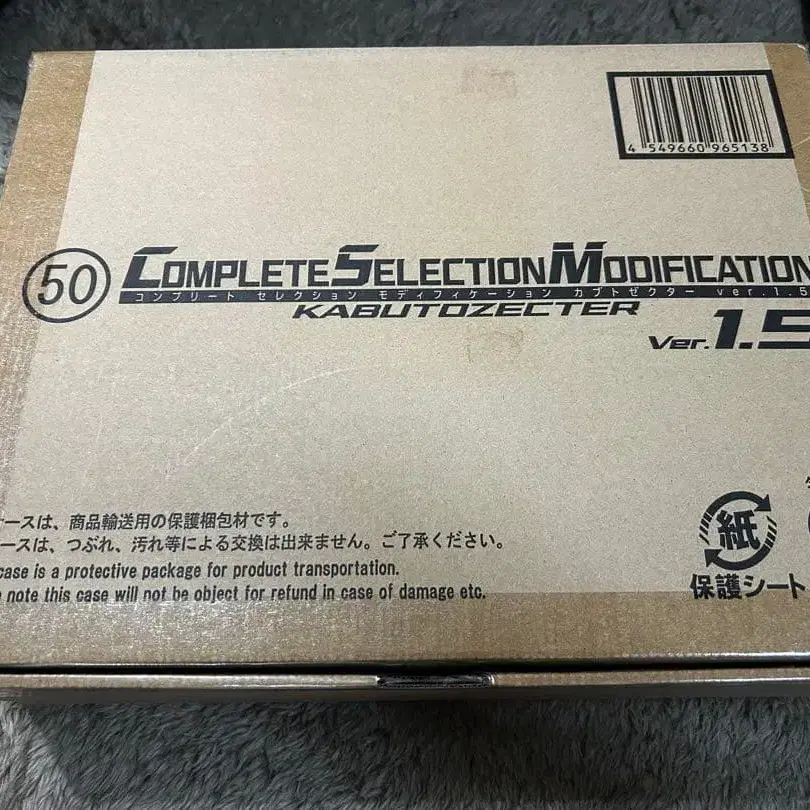 4 549660 965138
50
COMPLETE SELECTION MODIFICATION
コンプリート セレクション モディフィケーション カブトゼクター ver.1.5
KABUTOZECTER
Ver.1.5
ースは、商品輸送用の保護梱包材です。
ースは、つぶれ、汚れ等による交換は出来ません。ご了承ください。
case is a protective package for product transportation.
note this case will not be object for refund in case of damage etc.
紙
保護シート